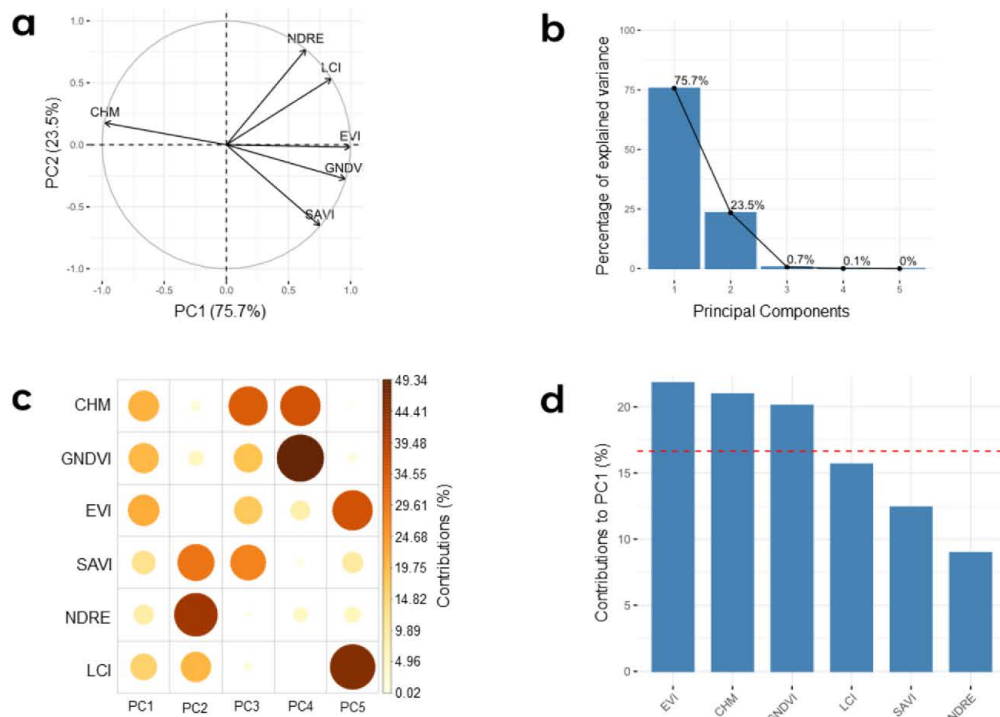 a
1.0
0.5
0.0
-0.5
-1.0
PC2 (23.5%)
NDRE
LCI
CHM
EVI
GNDV
SAVI
-1.0 -0.5 0.0 0.5 1.0
PC1 (75.7%)
b
100
75
50
25
0
Percentage of explained variance
75.7%
23.5%
0.7% 0.1% 0%
1 2 3 4 5
Principal Components
c
CHM
GNDVI
EVI
SAVI
NDRE
LCI
PC1 PC2 PC3 PC4 PC5
49.34
44.41
39.48
34.55
29.61
24.68
19.75
14.82
9.89
4.96
0.02
Contributions (%)
d
20
15
10
5
0
Contributions to PC1 (%)
EVI CHM GNDVI LCI SAVI NDRE